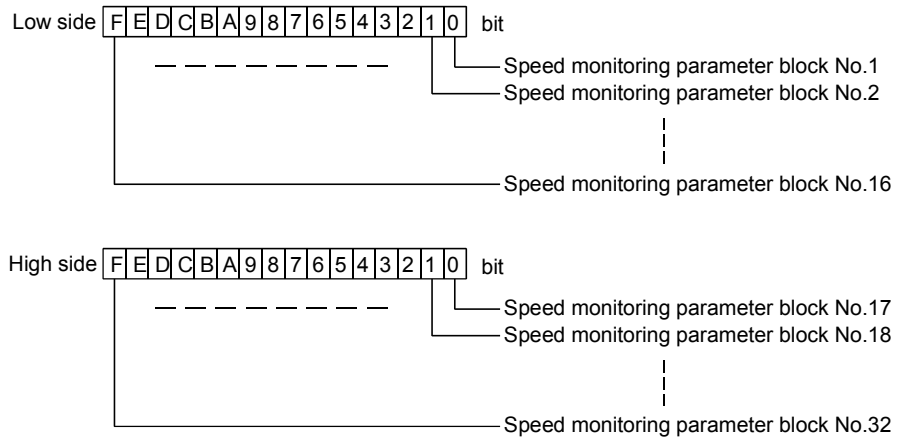 Low side F E D C B A 9 8 7 6 5 4 3 2 1 0 bit
Speed monitoring parameter block No.1
Speed monitoring parameter block No.2
Speed monitoring parameter block No.16
High side F E D C B A 9 8 7 6 5 4 3 2 1 0 bit
Speed monitoring parameter block No.17
Speed monitoring parameter block No.18
Speed monitoring parameter block No.32